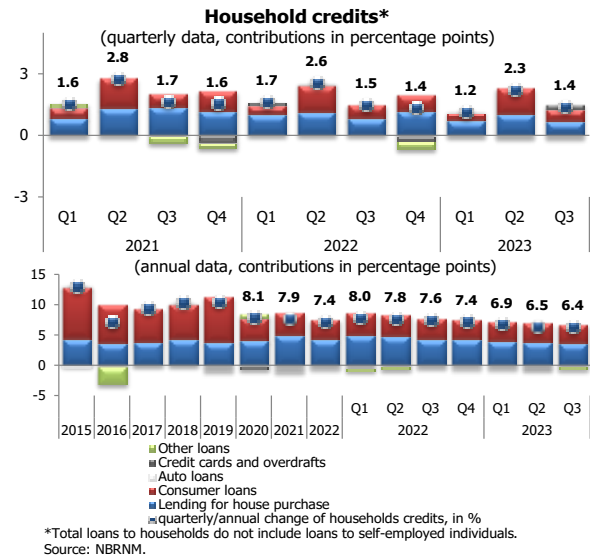 Household credits*
(quarterly data, contributions in percentage points)
3
0
-3
1.6 2.8 1.7 1.6 1.7 2.6 1.5 1.4 1.2 2.3 1.4
Q1 Q2 Q3 Q4 Q1 Q2 Q3 Q4 Q1 Q2 Q3
2021 2022 2023
(annual data, contributions in percentage points)
15
10
5
0
-5
8.1 7.9 7.4 8.0 7.8 7.6 7.4 6.9 6.5 6.4
Q1 Q2 Q3 Q4 Q1 Q2 Q3
2015 2016 2017 2018 2019 2020 2021 2022 2022 2023
Other loans
Credit cards and overdrafts
Auto loans
Consumer loans
Lending for house purchase
quarterly/annual change of households credits, in %
*Total loans to households do not include loans to self-employed individuals.
Source: NBRNM.